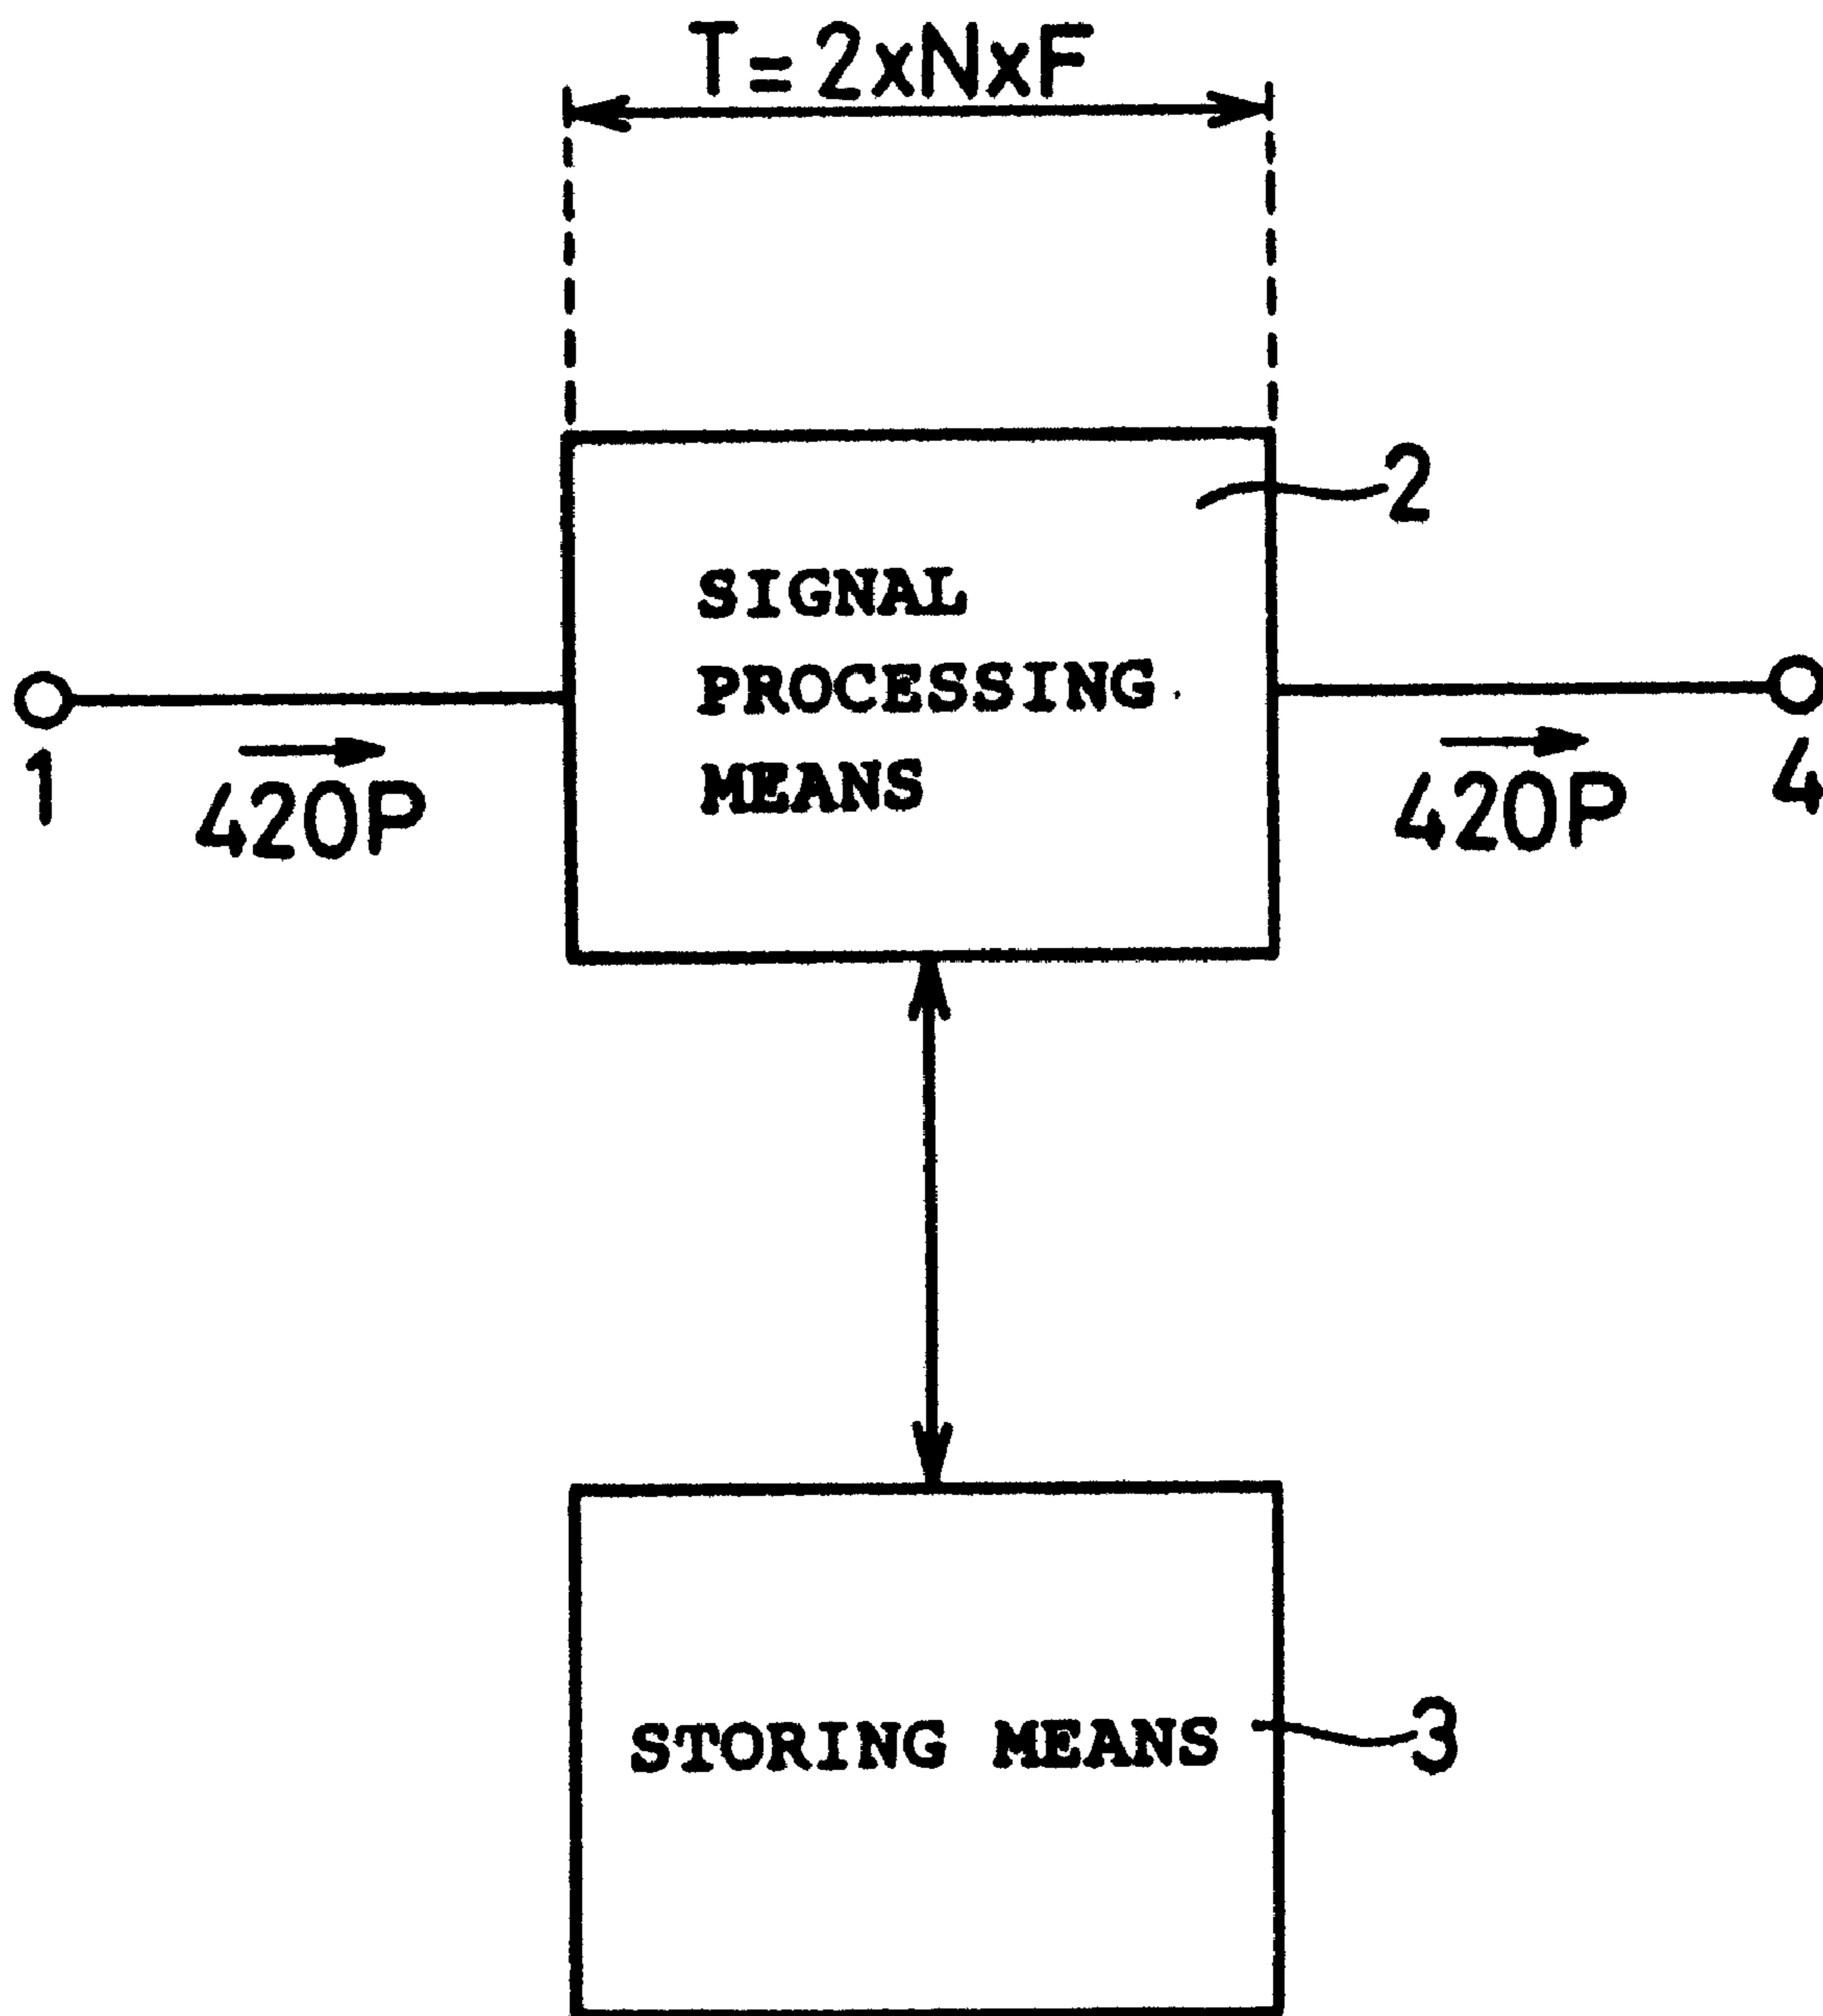 T=2xNxF
2
SIGNAL
PROCESSING
MEANS
1
420P
420P
4
STORING MEANS
3